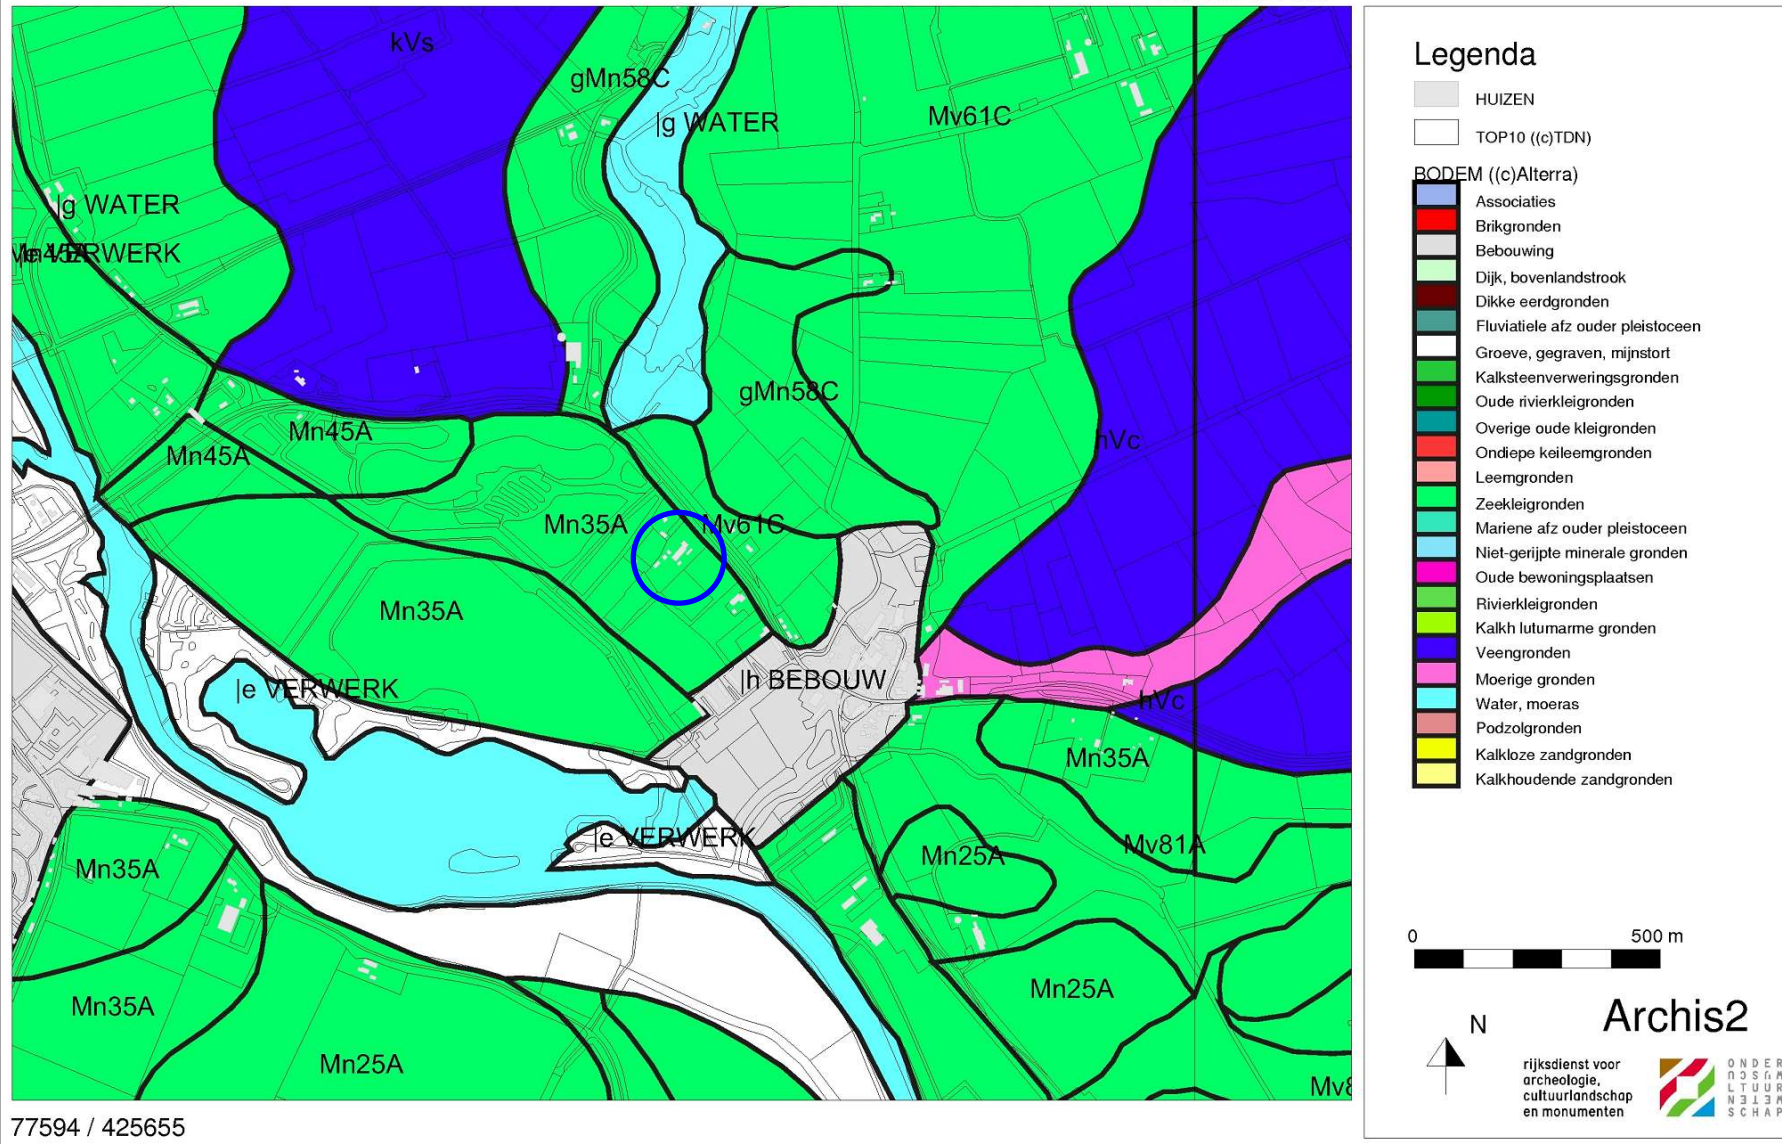 kVs
gMn58C
|g WATER
Mv61C
|g WATER
|e VERWERK
gMn58C
hVc
Mn45A
Mn45A
Mn35A
Mv61C
Mn35A
|h BEBOUW
|e VERWERK
hVc
Mn35A
|e VERWERK
Mn25A
Mv81A
Mn35A
Mn25A
Mn35A
Mn25A
77594 / 425655
Legenda
HUIZEN
TOP10 ((c)TDN)
BODEM ((c)Alterra)
Associaties
Brikgronden
Bebouwing
Dijk, bovenlandstrook
Dikke eerdgronden
Fluviatiele afz ouder pleistoceen
Groeve, gegraven, mijnstort
Kalksteenverweringsgronden
Oude rivierkleigronden
Overige oude kleigronden
Ondiepe keileemgronden
Leemgronden
Zeekleigronden
Mariene afz ouder pleistoceen
Niet-gerijpte minerale gronden
Oude bewoningsplaatsen
Rivierkleigronden
Kalkh lutumarme gronden
Veengronden
Moerige gronden
Water, moeras
Podzolgronden
Kalkloze zandgronden
Kalkhoudende zandgronden
0 500 m
N
Archis2
rijksdienst voor
archeologie,
cultuurlandschap
en monumenten